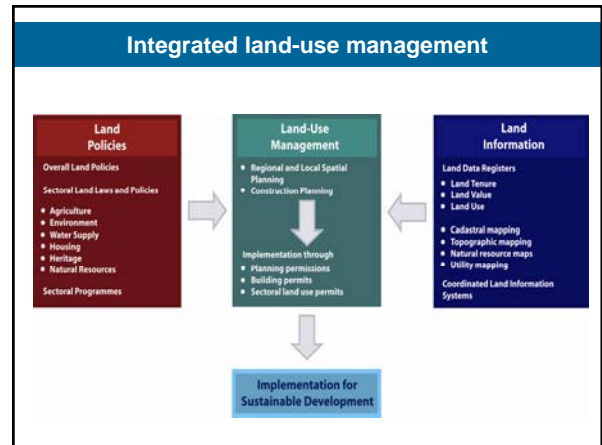 Integrated land-use management
Land
Policies
Overall Land Policies
Sectoral Land Laws and Policies
• Agriculture
• Environment
• Water Supply
• Housing
• Heritage
• Natural Resources
Sectoral Programmes
Land-Use
Management
• Regional and Local Spatial
Planning
• Construction Planning
Implementation through
• Planning permissions
• Building permits
• Sectoral land use permits
Land
Information
Land Data Registers
• Land Tenure
• Land Value
• Land Use
• Cadastral mapping
• Topographic mapping
• Natural resource maps
• Utility mapping
Coordinated Land Information
Systems
Implementation for
Sustainable Development